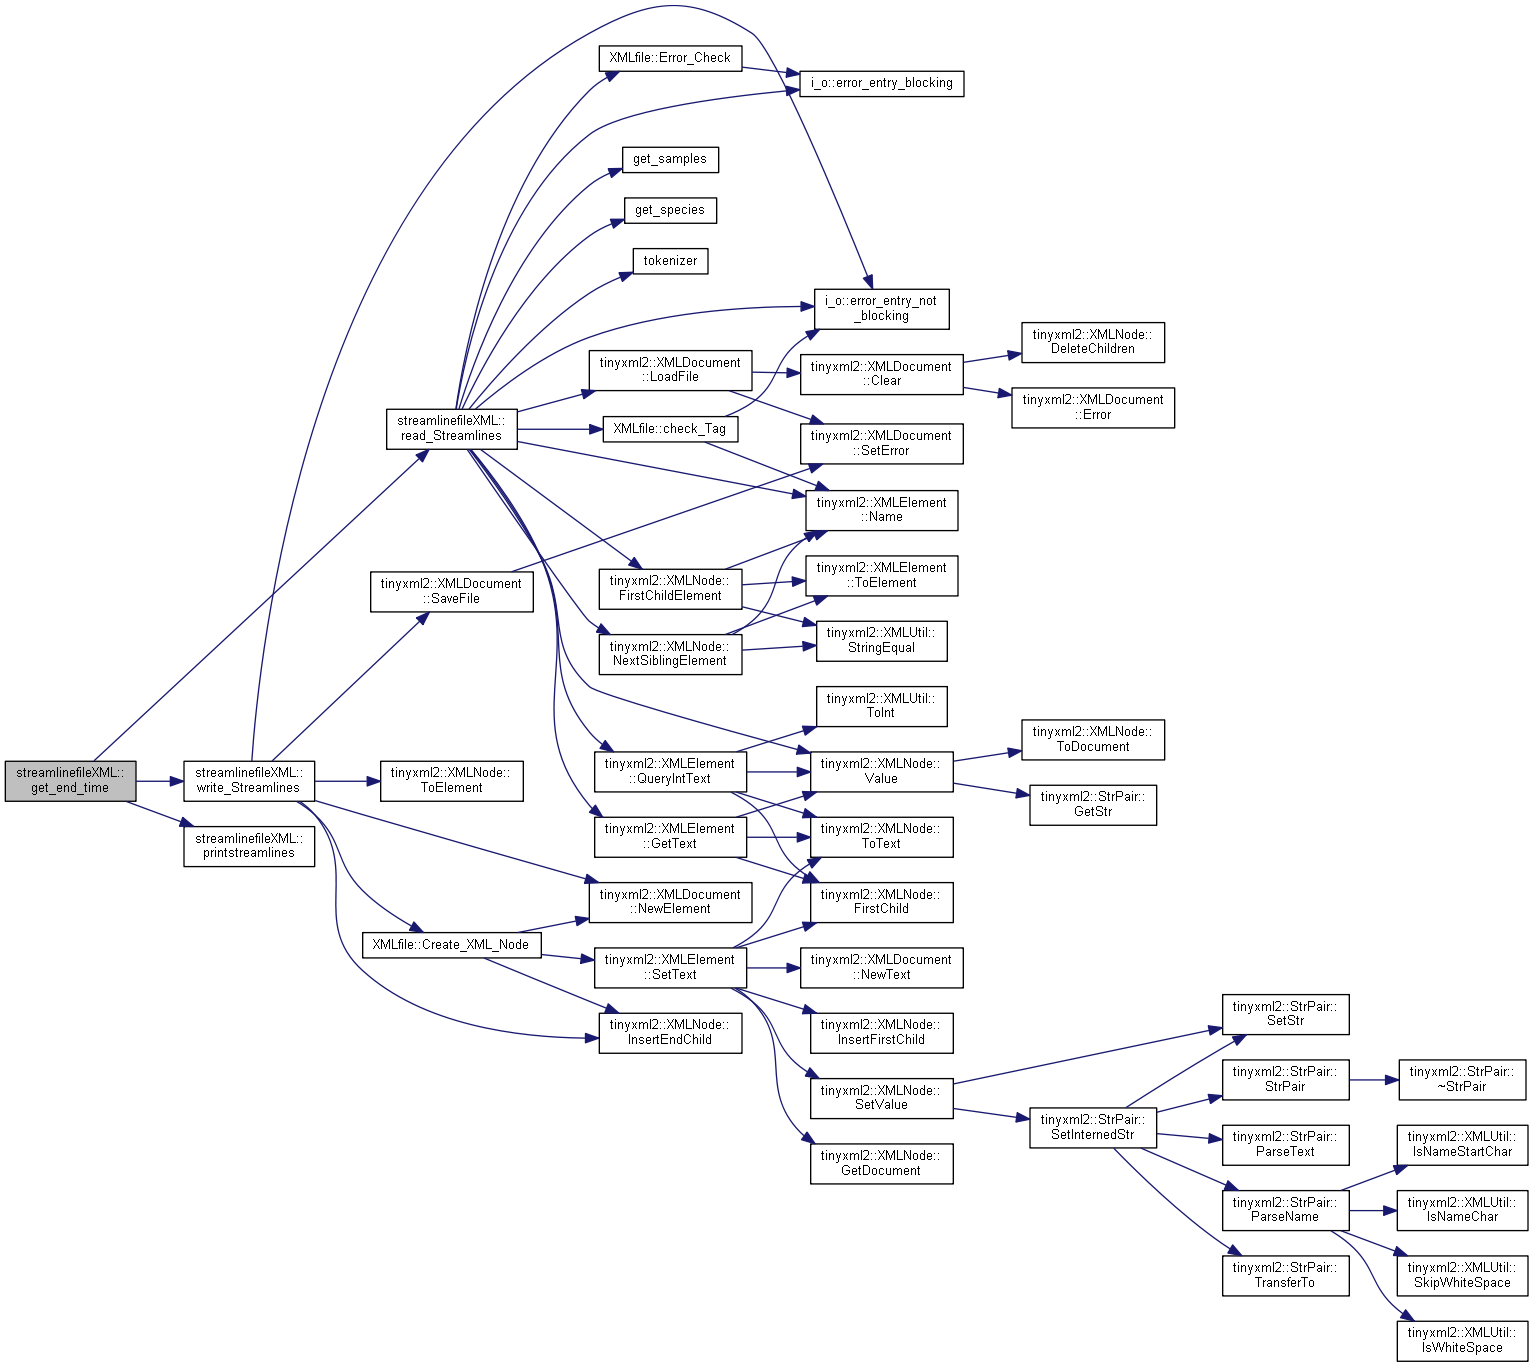 XMLfile::Error_Check
i_o::error_entry_blocking
get_samples
get_species
tokenizer
i_o::error_entry_not
_blocking
tinyxml2::XMLNode::
DeleteChildren
tinyxml2::XMLDocument
::LoadFile
tinyxml2::XMLDocument
::Clear
tinyxml2::XMLDocument
::Error
streamlinefileXML::
read_Streamlines
XMLfile::check_Tag
tinyxml2::XMLDocument
::SetError
tinyxml2::XMLElement
::Name
tinyxml2::XMLDocument
::SaveFile
tinyxml2::XMLNode::
FirstChildElement
tinyxml2::XMLElement
::ToElement
tinyxml2::XMLNode::
NextSiblingElement
tinyxml2::XMLUtil::
StringEqual
tinyxml2::XMLUtil::
ToInt
streamlinefileXML::
get_end_time
streamlinefileXML::
write_Streamlines
tinyxml2::XMLNode::
ToElement
tinyxml2::XMLElement
::QueryIntText
tinyxml2::XMLNode::
Value
tinyxml2::XMLNode::
ToDocument
tinyxml2::StrPair::
GetStr
streamlinefileXML::
printstreamlines
tinyxml2::XMLElement
::GetText
tinyxml2::XMLNode::
ToText
tinyxml2::XMLDocument
::NewElement
tinyxml2::XMLNode::
FirstChild
XMLfile::Create_XML_Node
tinyxml2::XMLElement
::SetText
tinyxml2::XMLDocument
::NewText
tinyxml2::XMLNode::
InsertEndChild
tinyxml2::XMLNode::
InsertFirstChild
tinyxml2::StrPair::
SetStr
tinyxml2::XMLNode::
SetValue
tinyxml2::StrPair::
StrPair
tinyxml2::StrPair::
~StrPair
tinyxml2::StrPair::
SetInternedStr
tinyxml2::StrPair::
ParseText
tinyxml2::XMLUtil::
IsNameStartChar
tinyxml2::XMLNode::
GetDocument
tinyxml2::StrPair::
ParseName
tinyxml2::XMLUtil::
IsNameChar
tinyxml2::StrPair::
TransferTo
tinyxml2::XMLUtil::
SkipWhiteSpace
tinyxml2::XMLUtil::
IsWhiteSpace